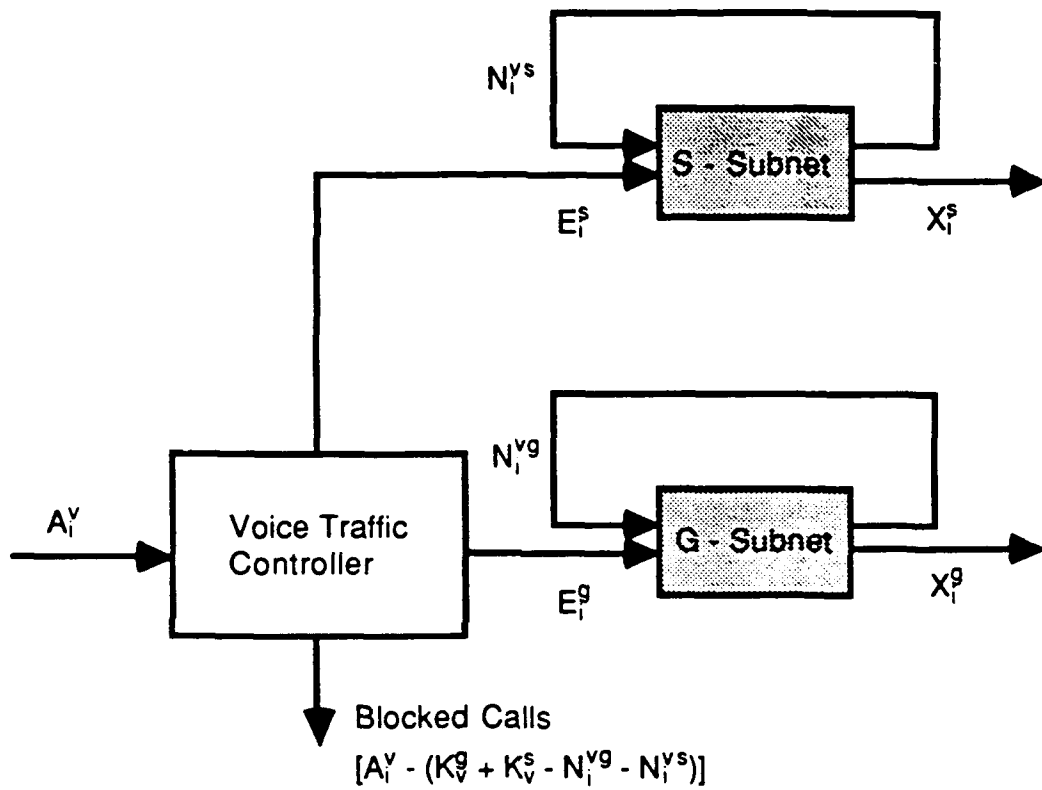 N_i^{vs}
S - Subnet
E_i^s
X_i^s
N_i^{vg}
A_i^v
Voice Traffic
Controller
G - Subnet
E_i^g
X_i^g
Blocked Calls
[A_i^v - (K_v^g + K_v^s - N_i^{vg} - N_i^{vs})]